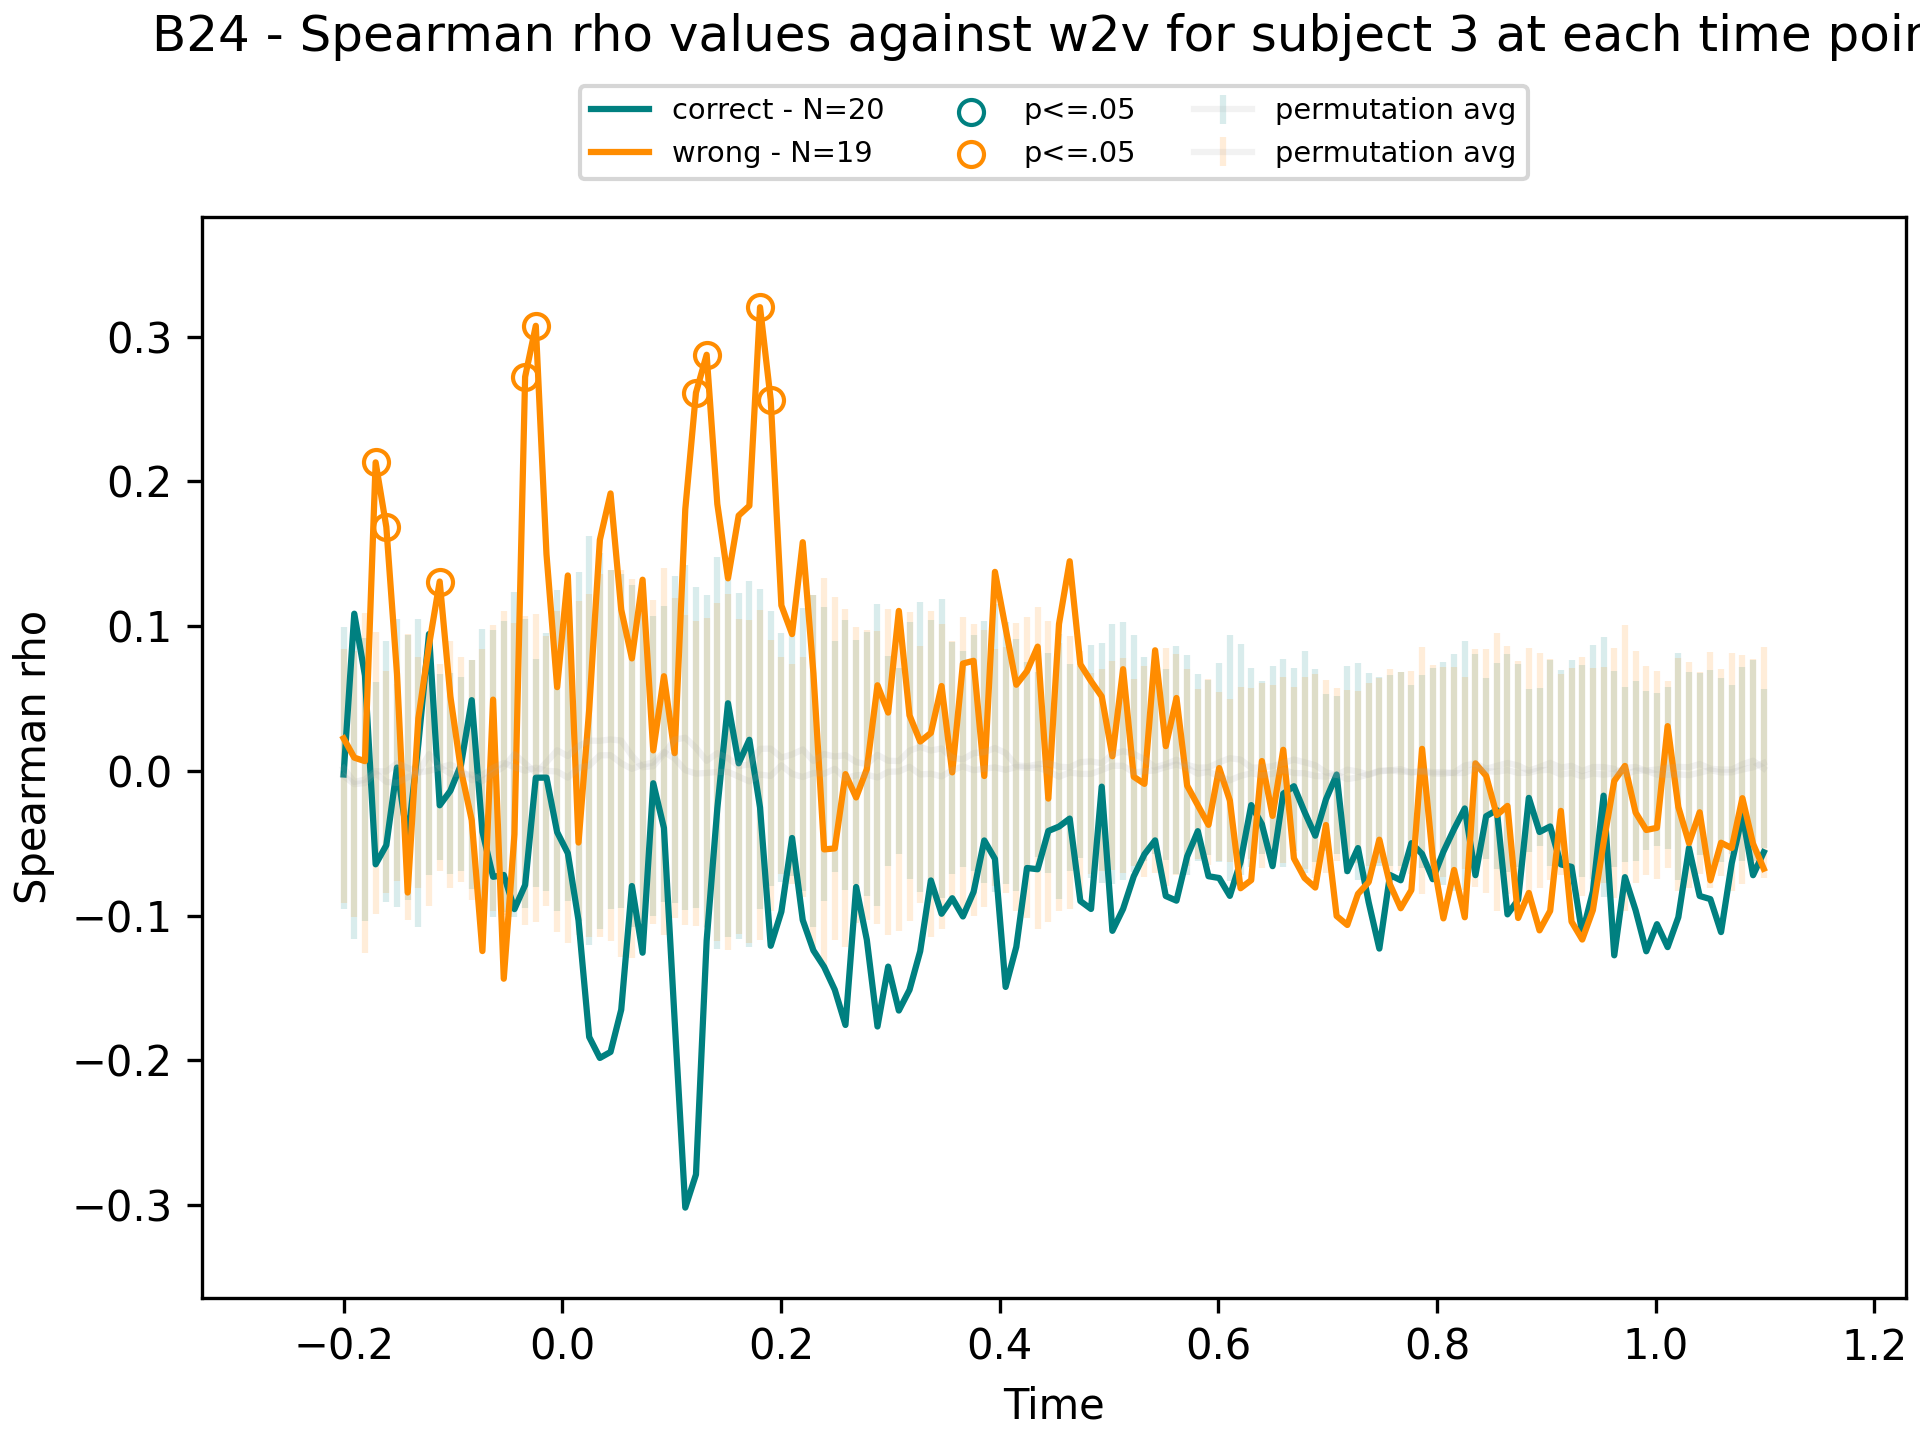 B24 - Spearman rho values against w2v for subject 3 at each time poin
correct - N=20 p<=.05 permutation avg
wrong - N=19 p<=.05 permutation avg
Spearman rho
0.3
0.2
0.1
0.0
−0.1
−0.2
−0.3
−0.2 0.0 0.2 0.4 0.6 0.8 1.0 1.2
Time